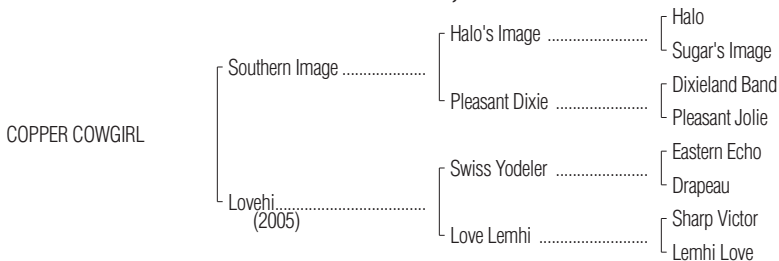 Halo
Halo's Image ......................
Sugar's Image
Southern Image ....................
Dixieland Band
Pleasant Dixie ......................
Pleasant Jolie
COPPER COWGIRL
Eastern Echo
Swiss Yodeler ......................
Drapeau
Lovehi....................................
(2005)
Sharp Victor
Love Lemhi .........................
Lemhi Love